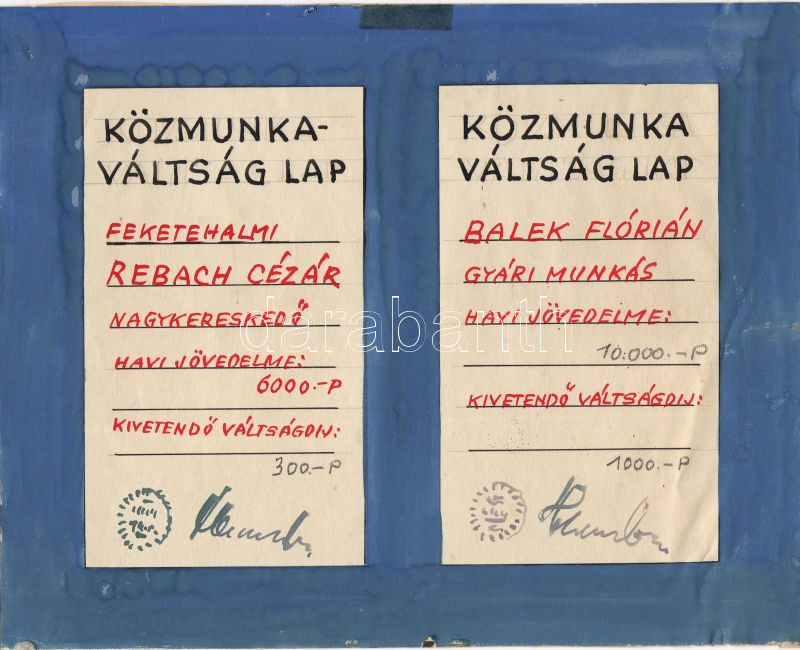 KÖZMUNKA-
VÁLTSÁG LAP
FEKETEHALMI
REBACH CÉZÁR
NAGYKERESKEDŐ
HAVI JÖVEDELME:
6000.-P
KIVETENDŐ VÁLTSÁGDIJ:
300.-P
KÖZMUNKA
VÁLTSÁG LAP
BALEK FLÓRIÁN
GYÁRI MUNKÁS
HAVI JÖVEDELME:
10.000.-P
KIVETENDŐ VÁLTSÁGDIJ:
1000.-P
darabanth